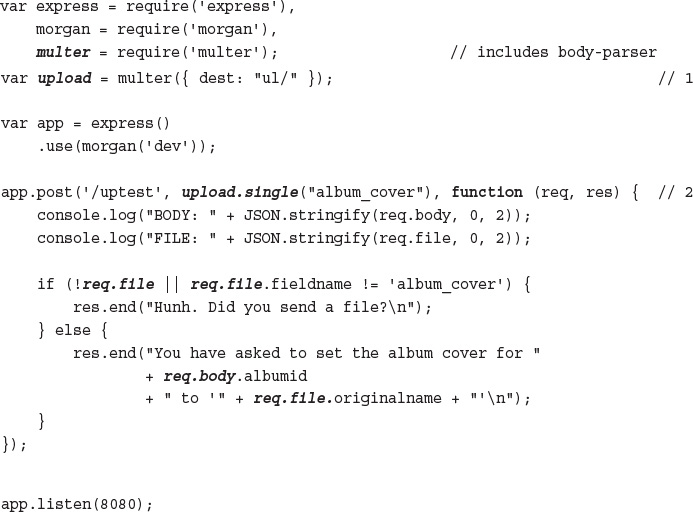 var express = require('express'),
    morgan = require('morgan'),
    multer = require('multer');                   // includes body-parser
var upload = multer({ dest: "ul/" });                                    // 1

var app = express()
    .use(morgan('dev'));

app.post('/uptest', upload.single("album_cover"), function (req, res) {  // 2
    console.log("BODY: " + JSON.stringify(req.body, 0, 2));
    console.log("FILE: " + JSON.stringify(req.file, 0, 2));

    if (!req.file || req.file.fieldname != 'album_cover') {
        res.end("Hunh. Did you send a file?\n");
    } else {
        res.end("You have asked to set the album cover for "
                + req.body.albumid
                + " to '" + req.file.originalname + "'\n");
    }
});

app.listen(8080);